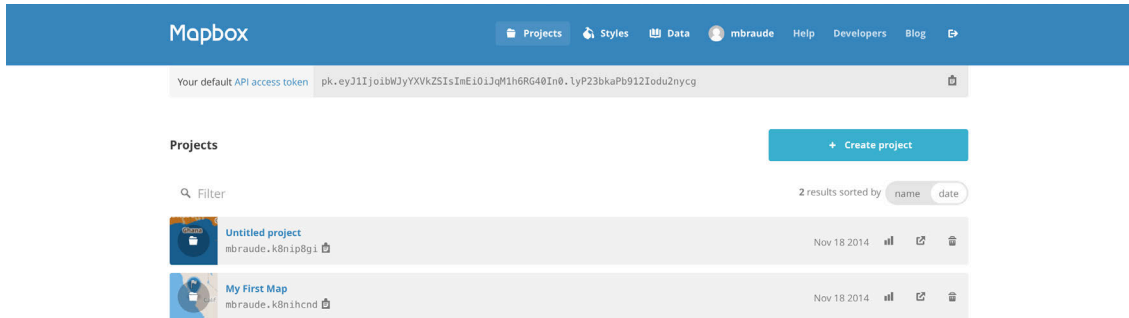 Mapbox Projects Styles Data mbraude Help Developers Blog
Your default API access token pk.eyJ1IjoibWJyYXVkZSIsImEiOiJqM1h6RG40In0.lyP23bkaPb912Iodu2nycg
Projects + Create project
Filter 2 results sorted by name date
Ghana
Untitled project
mbraude.k8nip8gi Nov 18 2014
My First Map
mbraude.k8nihcnd Nov 18 2014